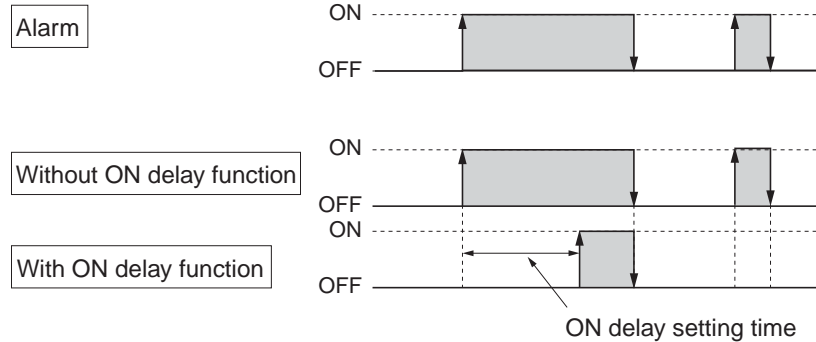 Alarm
ON
OFF
Without ON delay function
ON
OFF
With ON delay function
ON
OFF
ON delay setting time